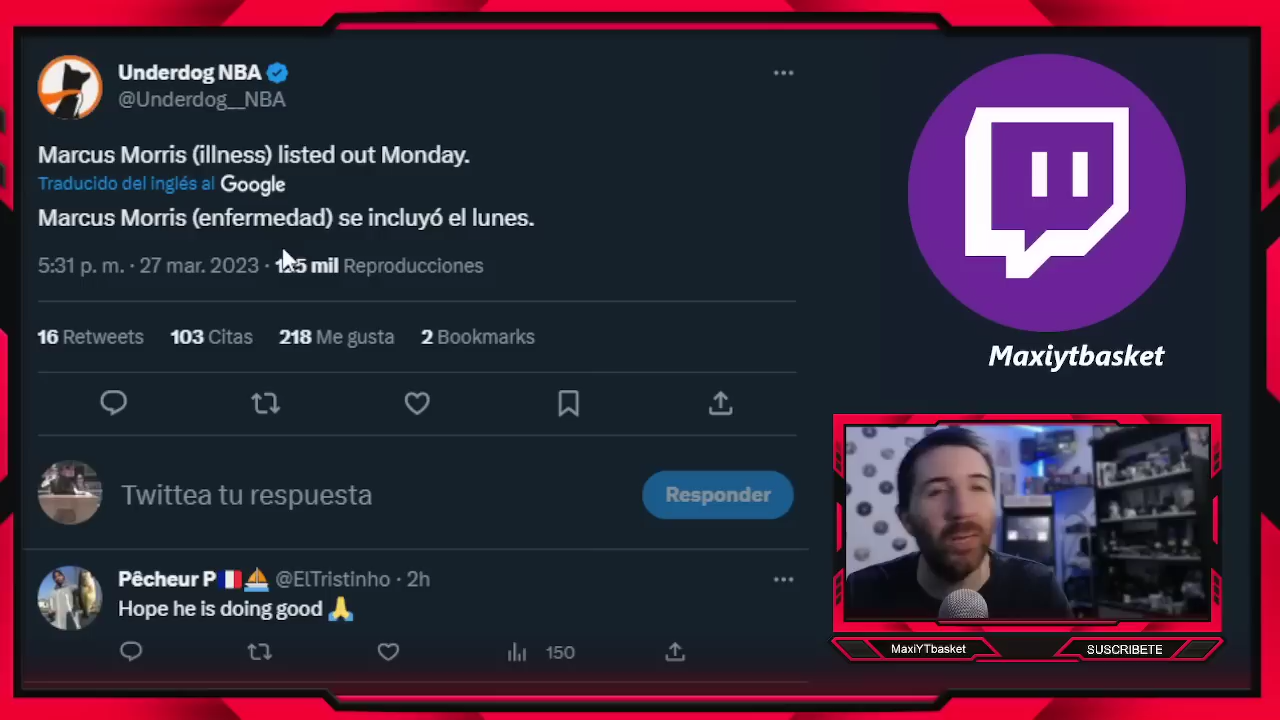 Underdog NBA
@Underdog__NBA
Marcus Morris (illness) listed out Monday.
Traducido del inglés al Google
Marcus Morris (enfermedad) se incluyó el lunes.
5:31 p. m. · 27 mar. 2023 · mil Reproducciones
16 Retweets 103 Citas 218 Me gusta 2 Bookmarks
Twittea tu respuesta
Responder
Pêcheur P🇫🇷⛵ @ElTristinho · 2h
Hope he is doing good 🙏
150
Maxiytbasket
MaxiYTbasket
SUSCRIBETE